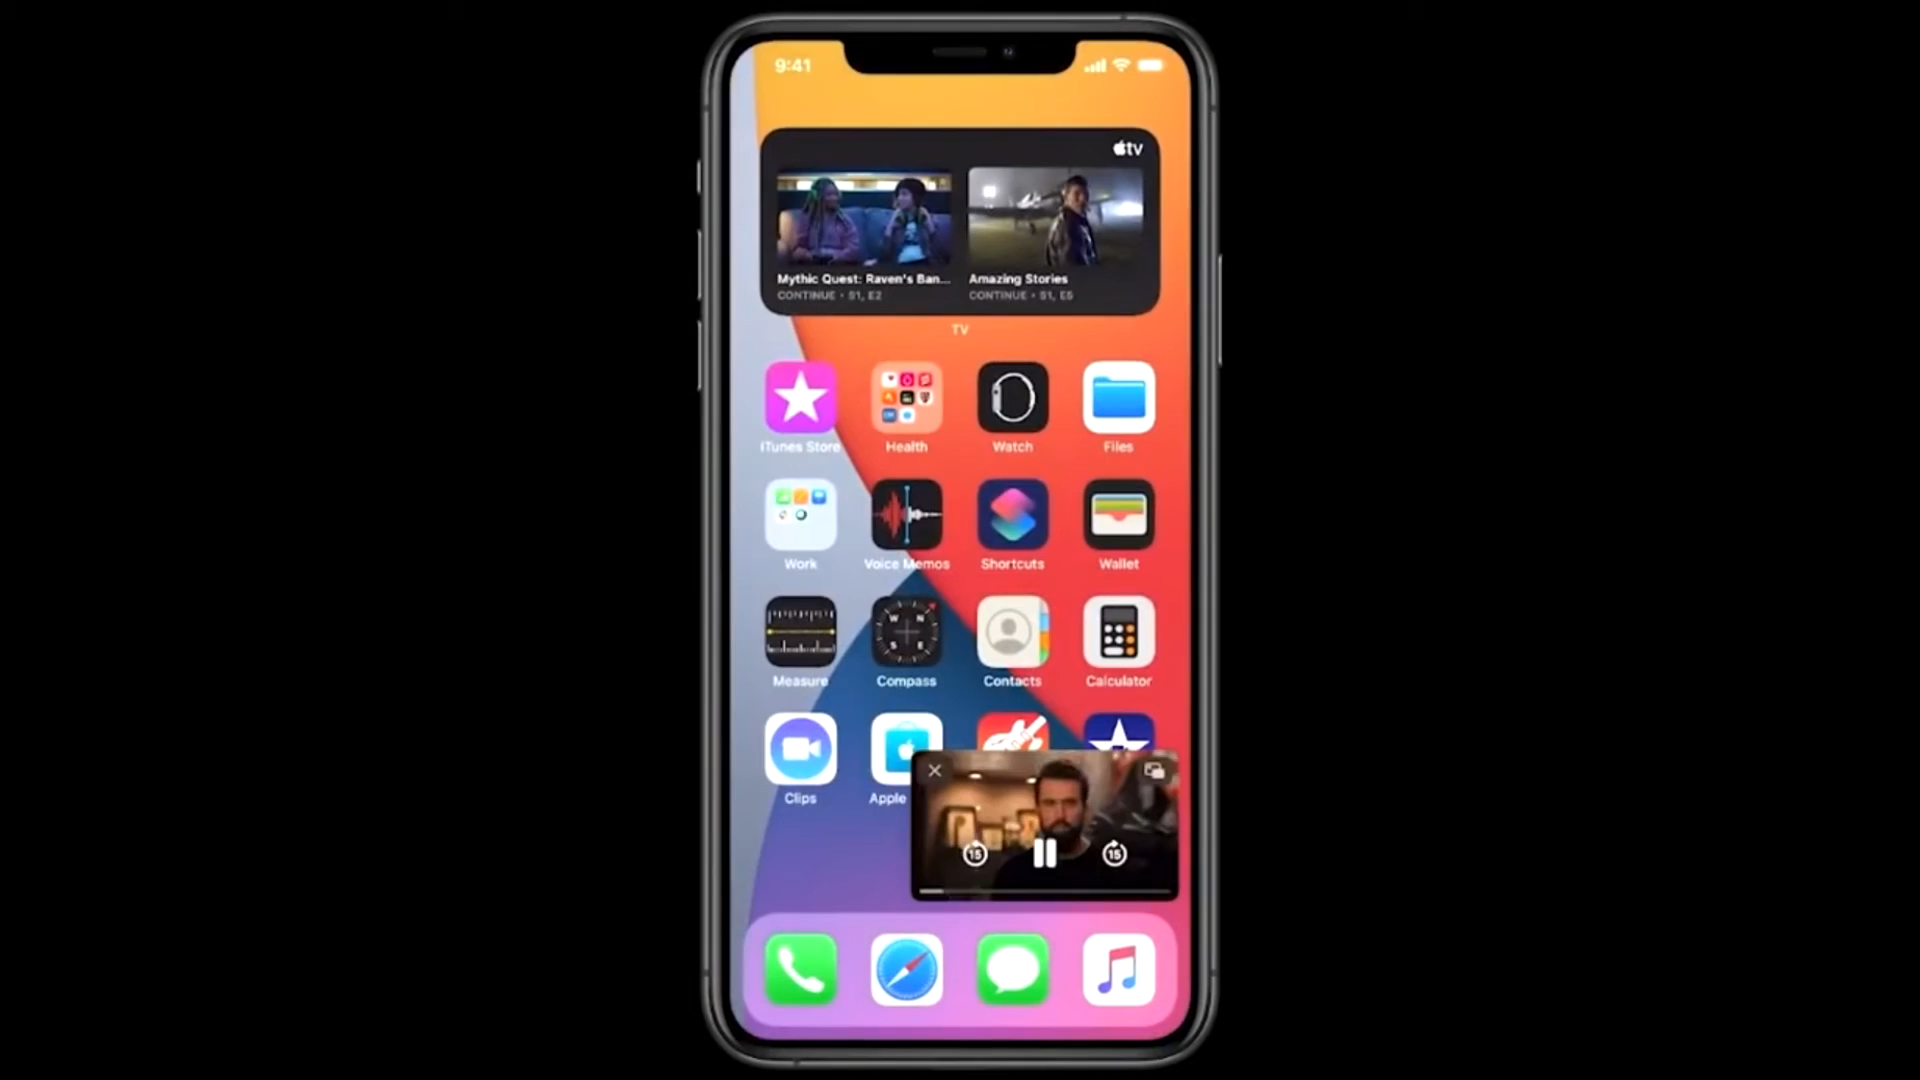 9:41
tv
Mythic Quest: Raven's Ban...
Amazing Stories
CONTINUE • S1, E2
CONTINUE • S1, E5
TV
iTunes Store
Health
Watch
Files
Work
Voice Memos
Shortcuts
Wallet
W N
S E
Measure
Compass
Contacts
Calculator
Clips
Apple
15
15